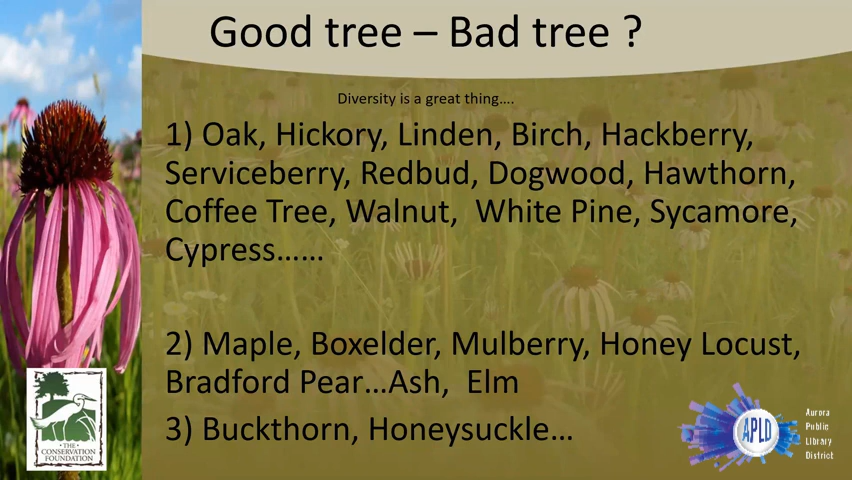 Good tree – Bad tree ?
Diversity is a great thing....
1) Oak, Hickory, Linden, Birch, Hackberry,
Serviceberry, Redbud, Dogwood, Hawthorn,
Coffee Tree, Walnut,  White Pine, Sycamore,
Cypress……
2) Maple, Boxelder, Mulberry, Honey Locust,
Bradford Pear…Ash,  Elm
3) Buckthorn, Honeysuckle…
• THE •
CONSERVATION
FOUNDATION
APLD
Aurora
Public
Library
District